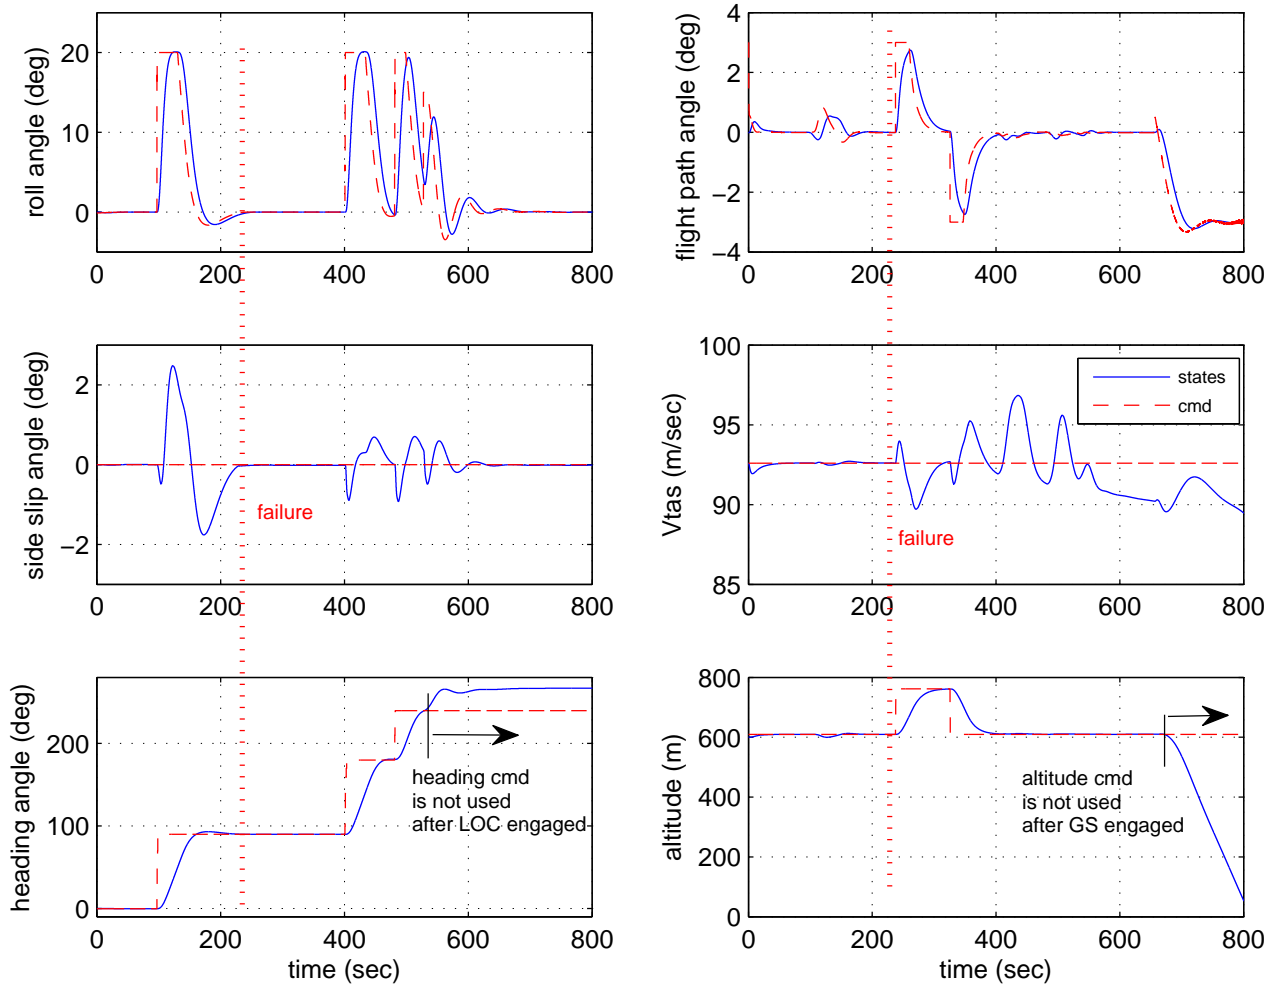 roll angle (deg)
20
10
0
0 200 400 600 800
flight path angle (deg)
4
2
0
−2
−4
0 200 400 600 800
side slip angle (deg)
2
0
−2
failure
0 200 400 600 800
Vtas (m/sec)
100
95
90
85
states
cmd
failure
0 200 400 600 800
heading angle (deg)
200
100
0
heading cmd
is not used
after LOC engaged
0 200 400 600 800
time (sec)
altitude (m)
800
600
400
200
0
altitude cmd
is not used
after GS engaged
0 200 400 600 800
time (sec)